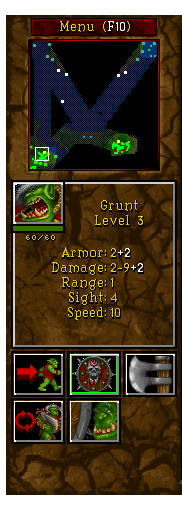 Menu (F10)
60/60
Grunt
Level 3
Armor: 2+2
Damage: 2-9+2
Range: 1
Sight: 4
Speed: 10